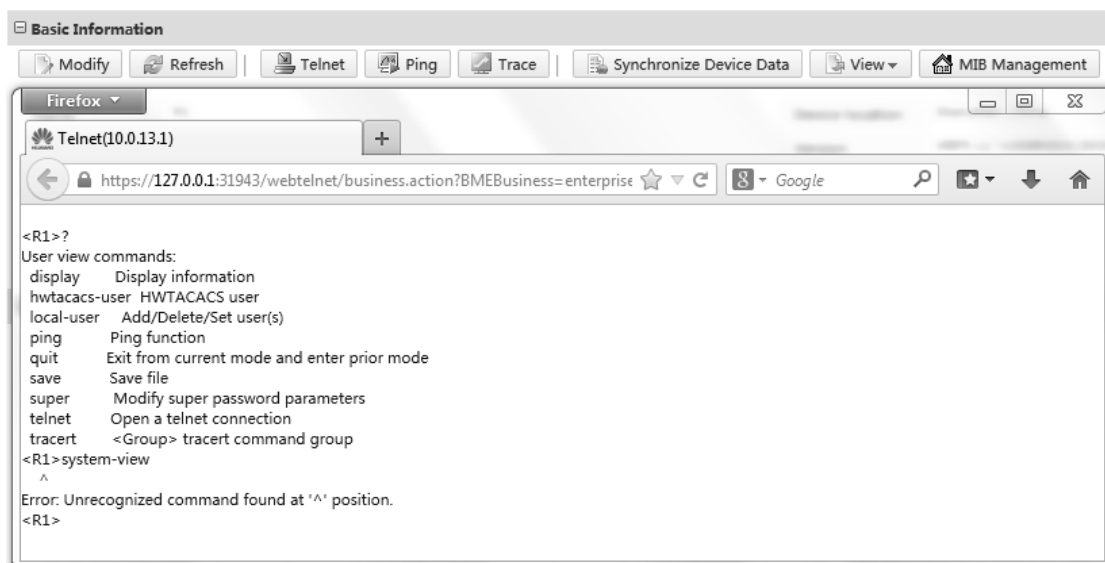 Basic Information
Modify Refresh Telnet Ping Trace Synchronize Device Data View MIB Management
Firefox
Telnet(10.0.13.1)
https://127.0.0.1:31943/webtelnet/business.action?BMEBusiness=enterprise Google
<R1>?
User view commands:
display Display information
hwtacacs-user HWTACACS user
local-user Add/Delete/Set user(s)
ping Ping function
quit Exit from current mode and enter prior mode
save Save file
super Modify super password parameters
telnet Open a telnet connection
tracert <Group> tracert command group
<R1>system-view
^
Error: Unrecognized command found at '^' position.
<R1>